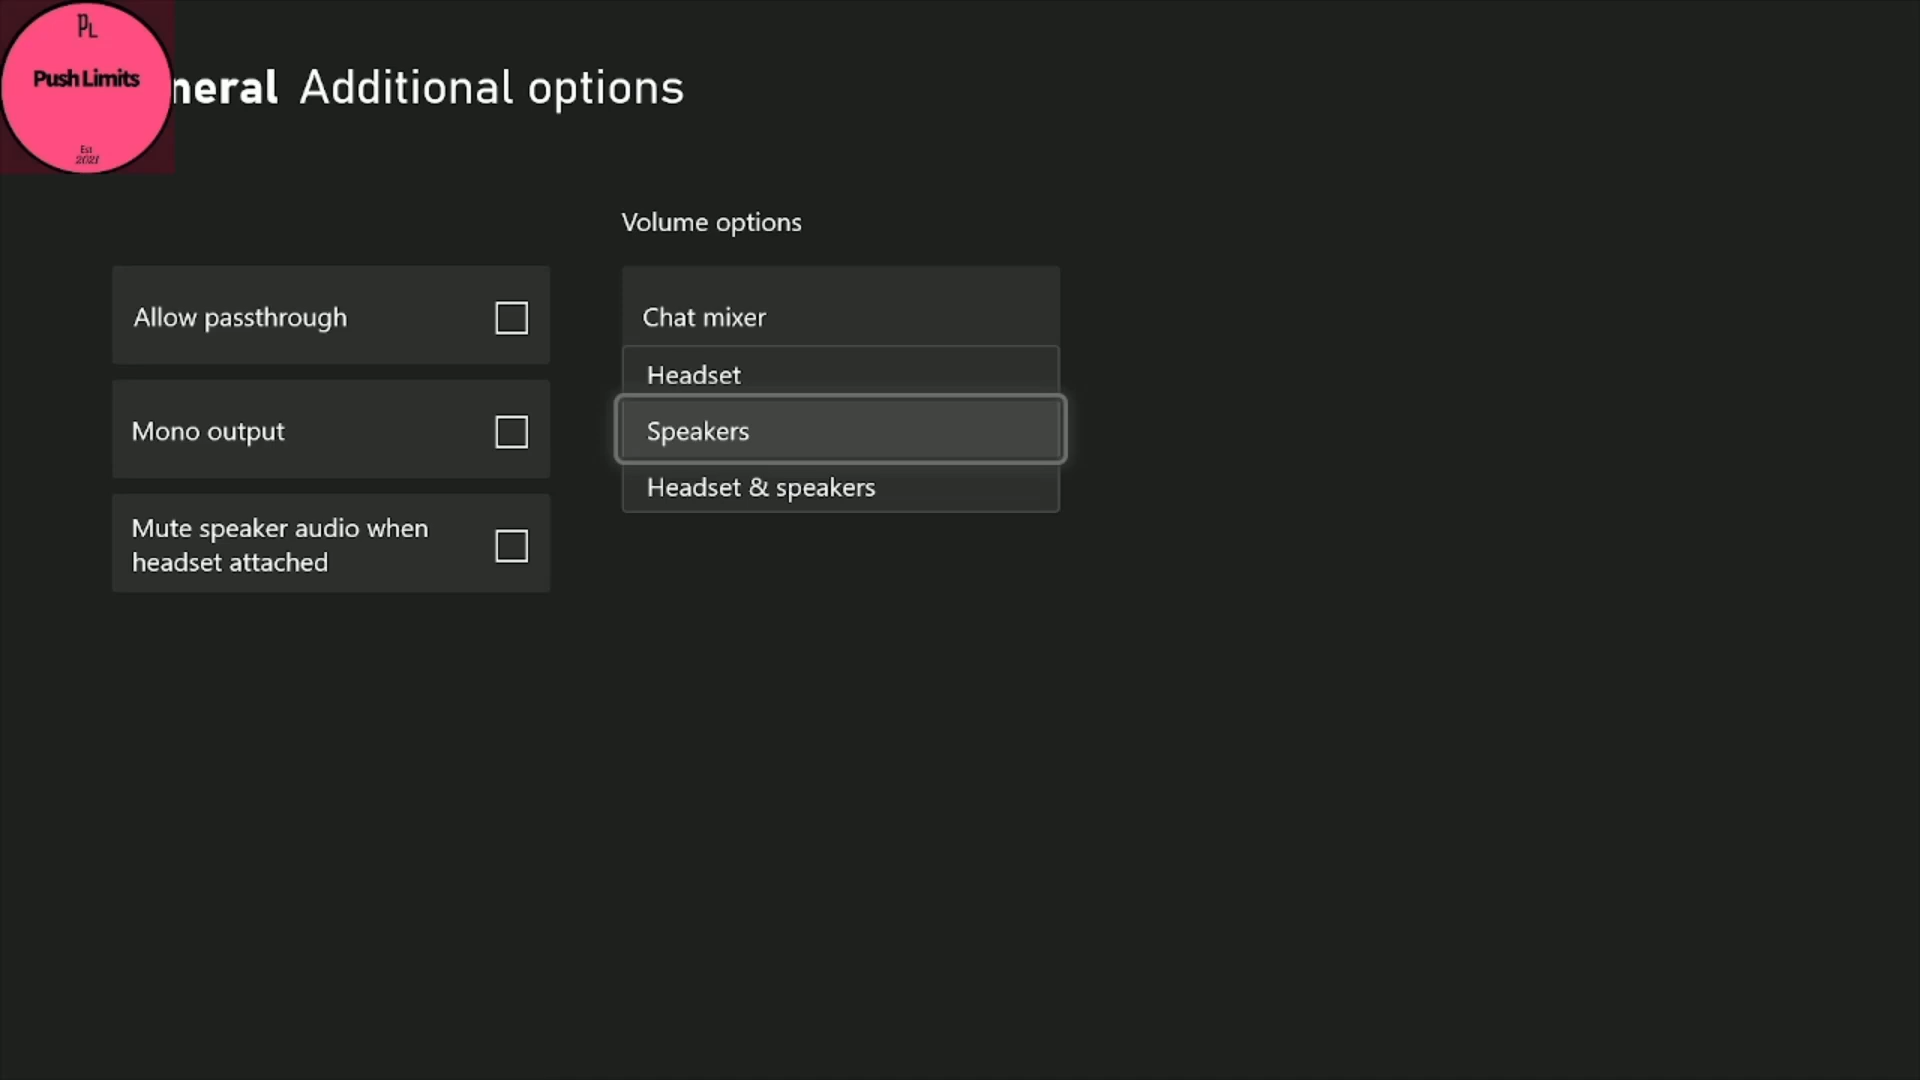 PL
Push Limits
Est
2021
neral Additional options
Volume options
Allow passthrough
Chat mixer
Headset
Mono output
Speakers
Headset & speakers
Mute speaker audio when
headset attached